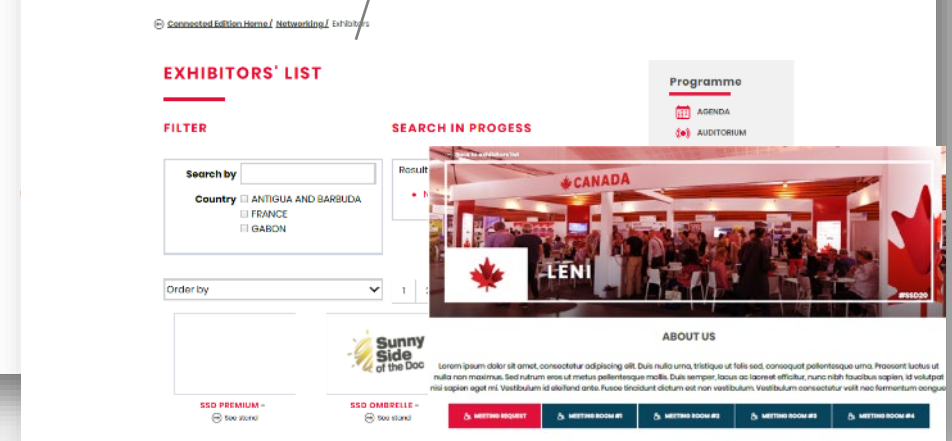 Connected Edition Home / Networking / Exhibitors
EXHIBITORS' LIST
Programme
AGENDA
AUDITORIUM
FILTER
SEARCH IN PROGESS
Search by
Country ANTIGUA AND BARBUDA
FRANCE
GABON
Result
Order by
1
Sunny
Side
of the Doc
SSD PREMIUM -
See stand
SSD OMBRELLE -
See stand
Back to exhibitors list
CANADA
LENI
#SSD20
ABOUT US
Lorem ipsum dolor sit amet, consectetur adipiscing elit. Duis nulla urna, tristique ut felis sed, consequat pellentesque urna. Praesent luctus ut
nulla non maximus. Sed rutrum eros ut metus pellentesque mollis. Duis semper, lacus ac laoreet efficitur, nunc nibh faucibus sapien, id volutpat
nisi sapien eget mi. Vestibulum id eleifend ante. Fusce tincidunt dictum est non vestibulum. Vestibulum consectetur velit nec fermentum congue
MEETING REQUEST
MEETING ROOM #1
MEETING ROOM #2
MEETING ROOM #3
MEETING ROOM #4